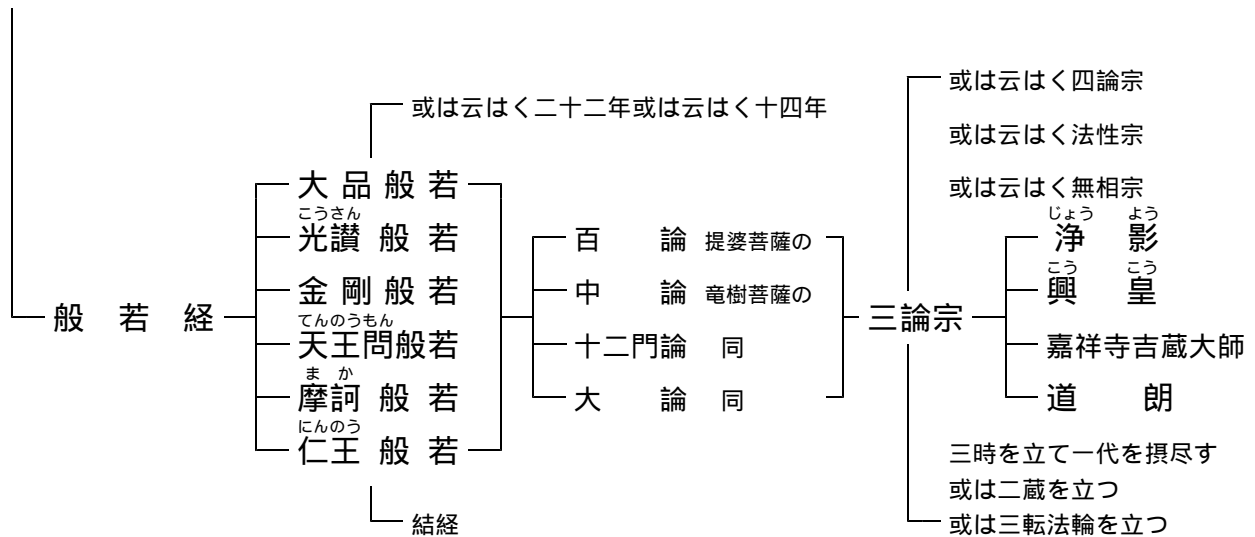 般若経
或は云はく二十二年或は云はく十四年
大品般若
こうさん
光讃般若
金剛般若
てんのうもん
天王問般若
まか
摩訶般若
にんのう
仁王般若
結経
百論 提婆菩薩の
中論 竜樹菩薩の
十二門論 同
大論 同
或は云はく四論宗
或は云はく法性宗
或は云はく無相宗
三論宗
じょう よう
浄影
こう こう
興皇
嘉祥寺吉蔵大師
道朗
三時を立て一代を摂尽す
或は二蔵を立つ
或は三転法輪を立つ